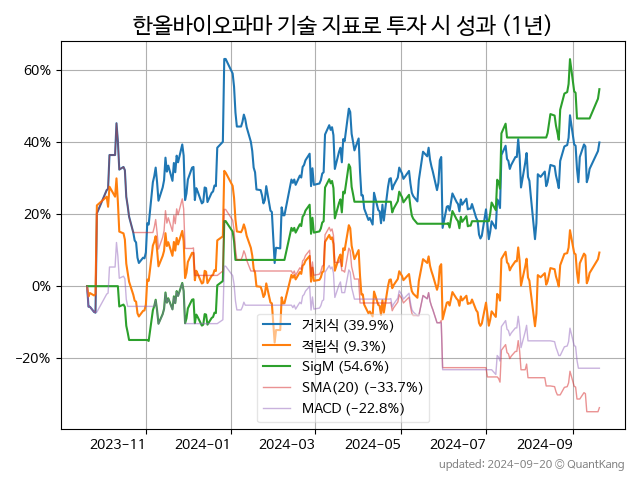 한올바이오파마 기술 지표로 투자 시 성과 (1년)
60%
40%
20%
0%
−20%
거치식 (39.9%)
적립식 (9.3%)
SigM (54.6%)
SMA(20) (−33.7%)
MACD (−22.8%)
2023-11 2024-01 2024-03 2024-05 2024-07 2024-09
updated: 2024-09-20 © QuantKang